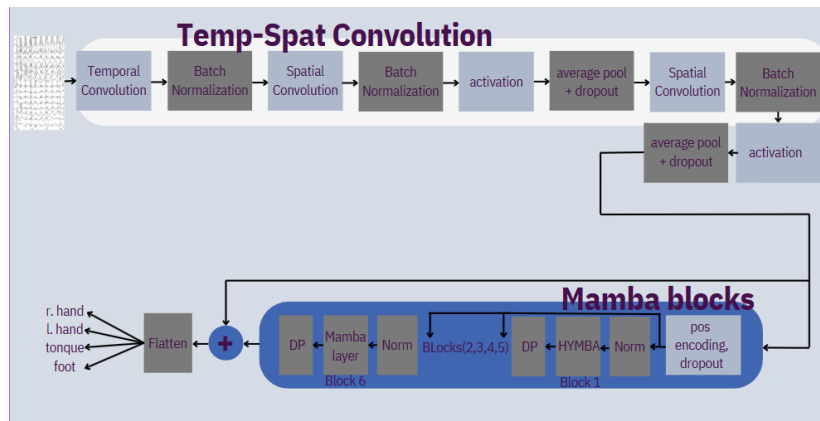 Temp-Spat Convolution
Temporal
Convolution
Batch
Normalization
Spatial
Convolution
Batch
Normalization
activation
average pool
+ dropout
Spatial
Convolution
Batch
Normalization
average pool
+ dropout
activation
Mamba blocks
r. hand
l. hand
tonque
foot
Flatten
+
DP
Mamba
layer
Norm
Block 6
BLocks(2,3,4,5)
DP
HYMBA
Norm
Block 1
pos
encoding,
dropout